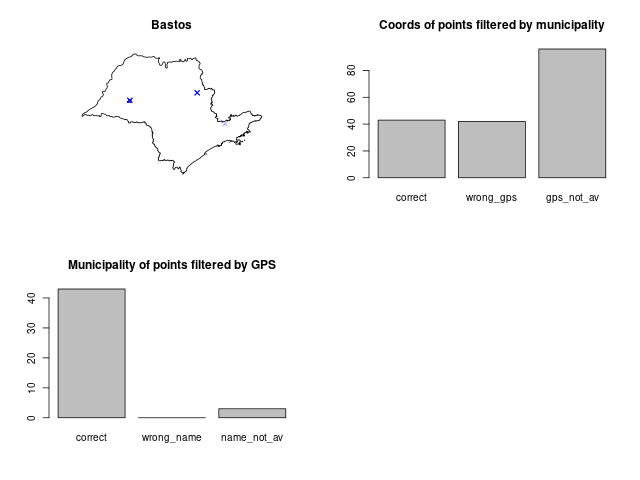 Bastos
Coords of points filtered by municipality
80
60
40
20
0
correct wrong_gps gps_not_av
Municipality of points filtered by GPS
40
30
20
10
0
correct wrong_name name_not_av